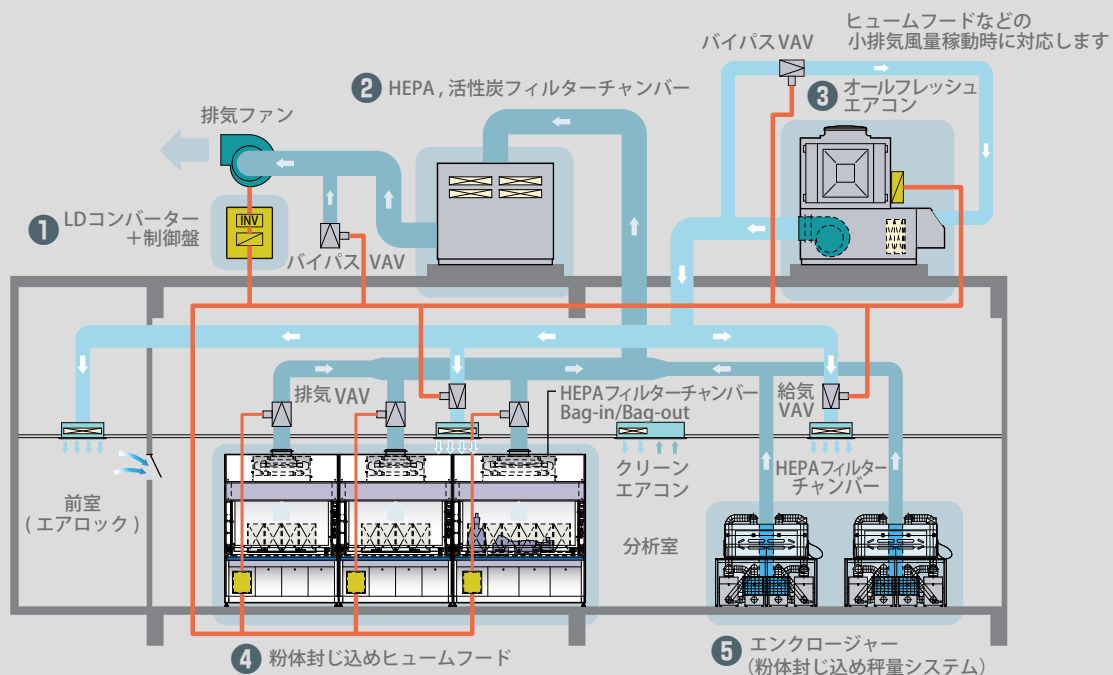 ヒュームフードなどの
小排気風量稼動時に対応します
バイパス VAV
❷ HEPA , 活性炭フィルターチャンバー
❸ オールフレッシュ
エアコン
排気ファン
❶ LDコンバーター
＋制御盤
INV
バイパス VAV
排気 VAV
HEPAフィルターチャンバー
Bag-in/Bag-out
給気
VAV
クリーン
エアコン
HEPAフィルター
チャンバー
前室
( エアロック )
分析室
❹ 粉体封じ込めヒュームフード
❺ エンクロージャー
（粉体封じ込め秤量システム）